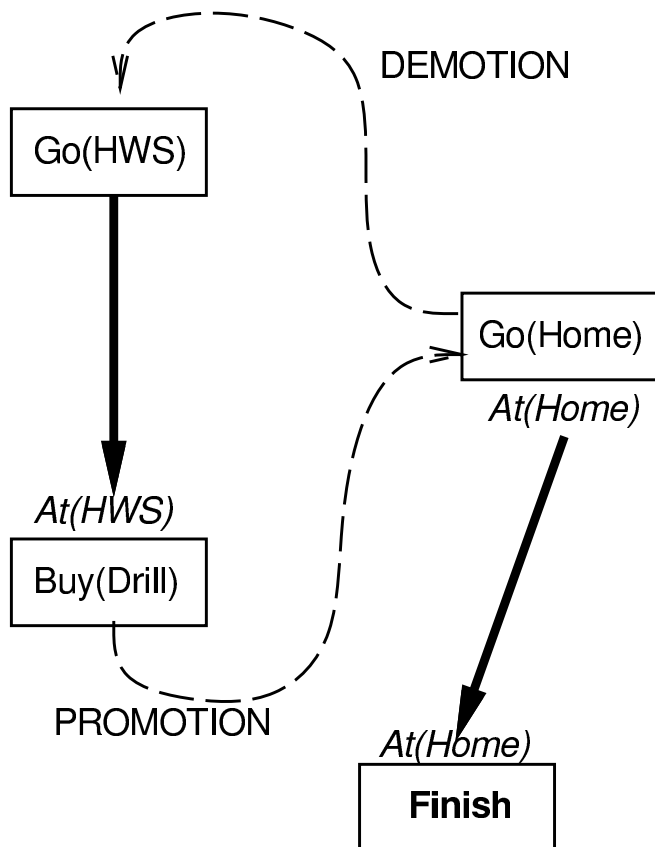 DEMOTION
Go(HWS)
Go(Home)
At(Home)
At(HWS)
Buy(Drill)
PROMOTION
At(Home)
Finish